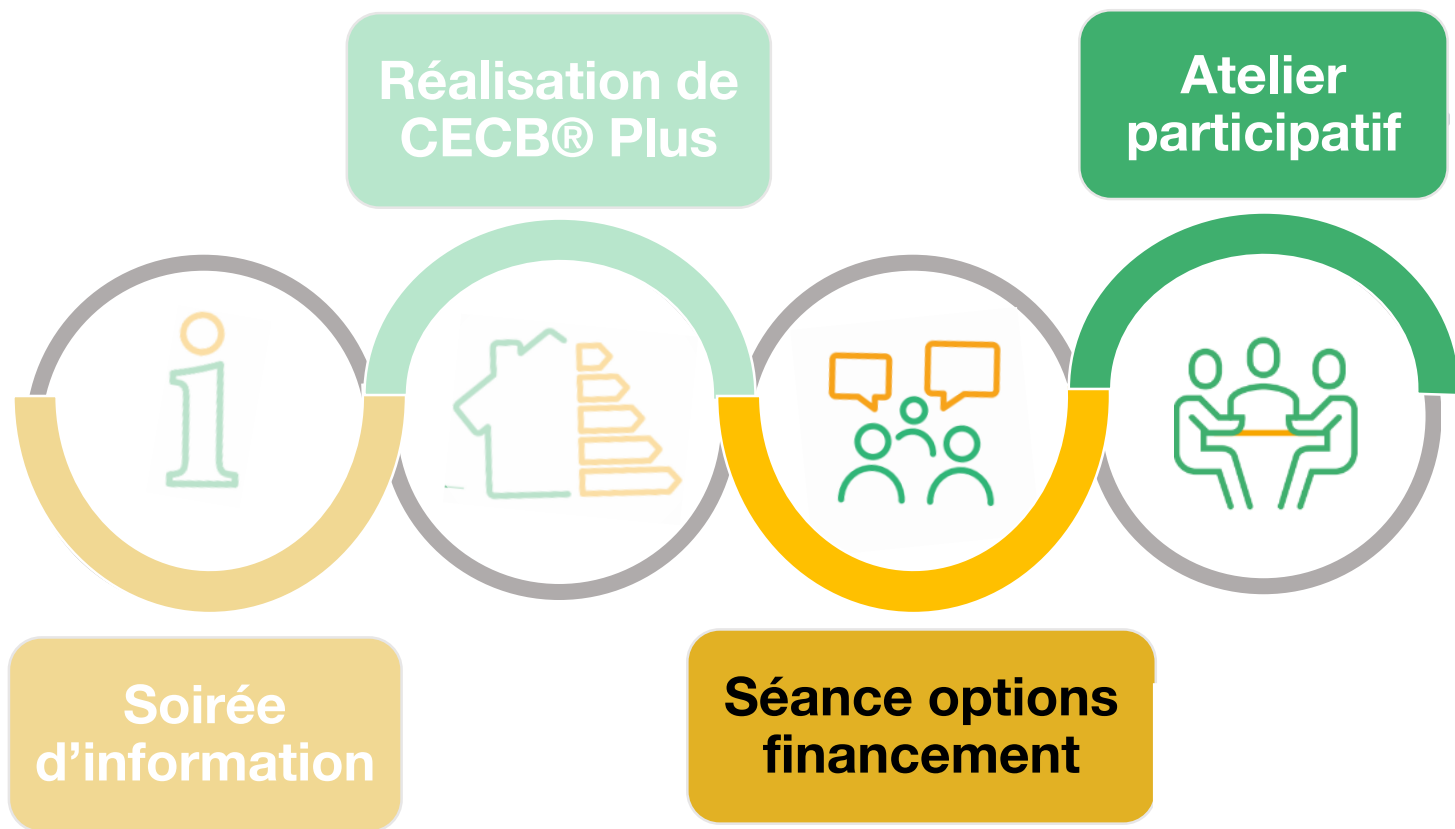 Réalisation de
CECB® Plus
Atelier
participatif
Soirée
d’information
Séance options
financement